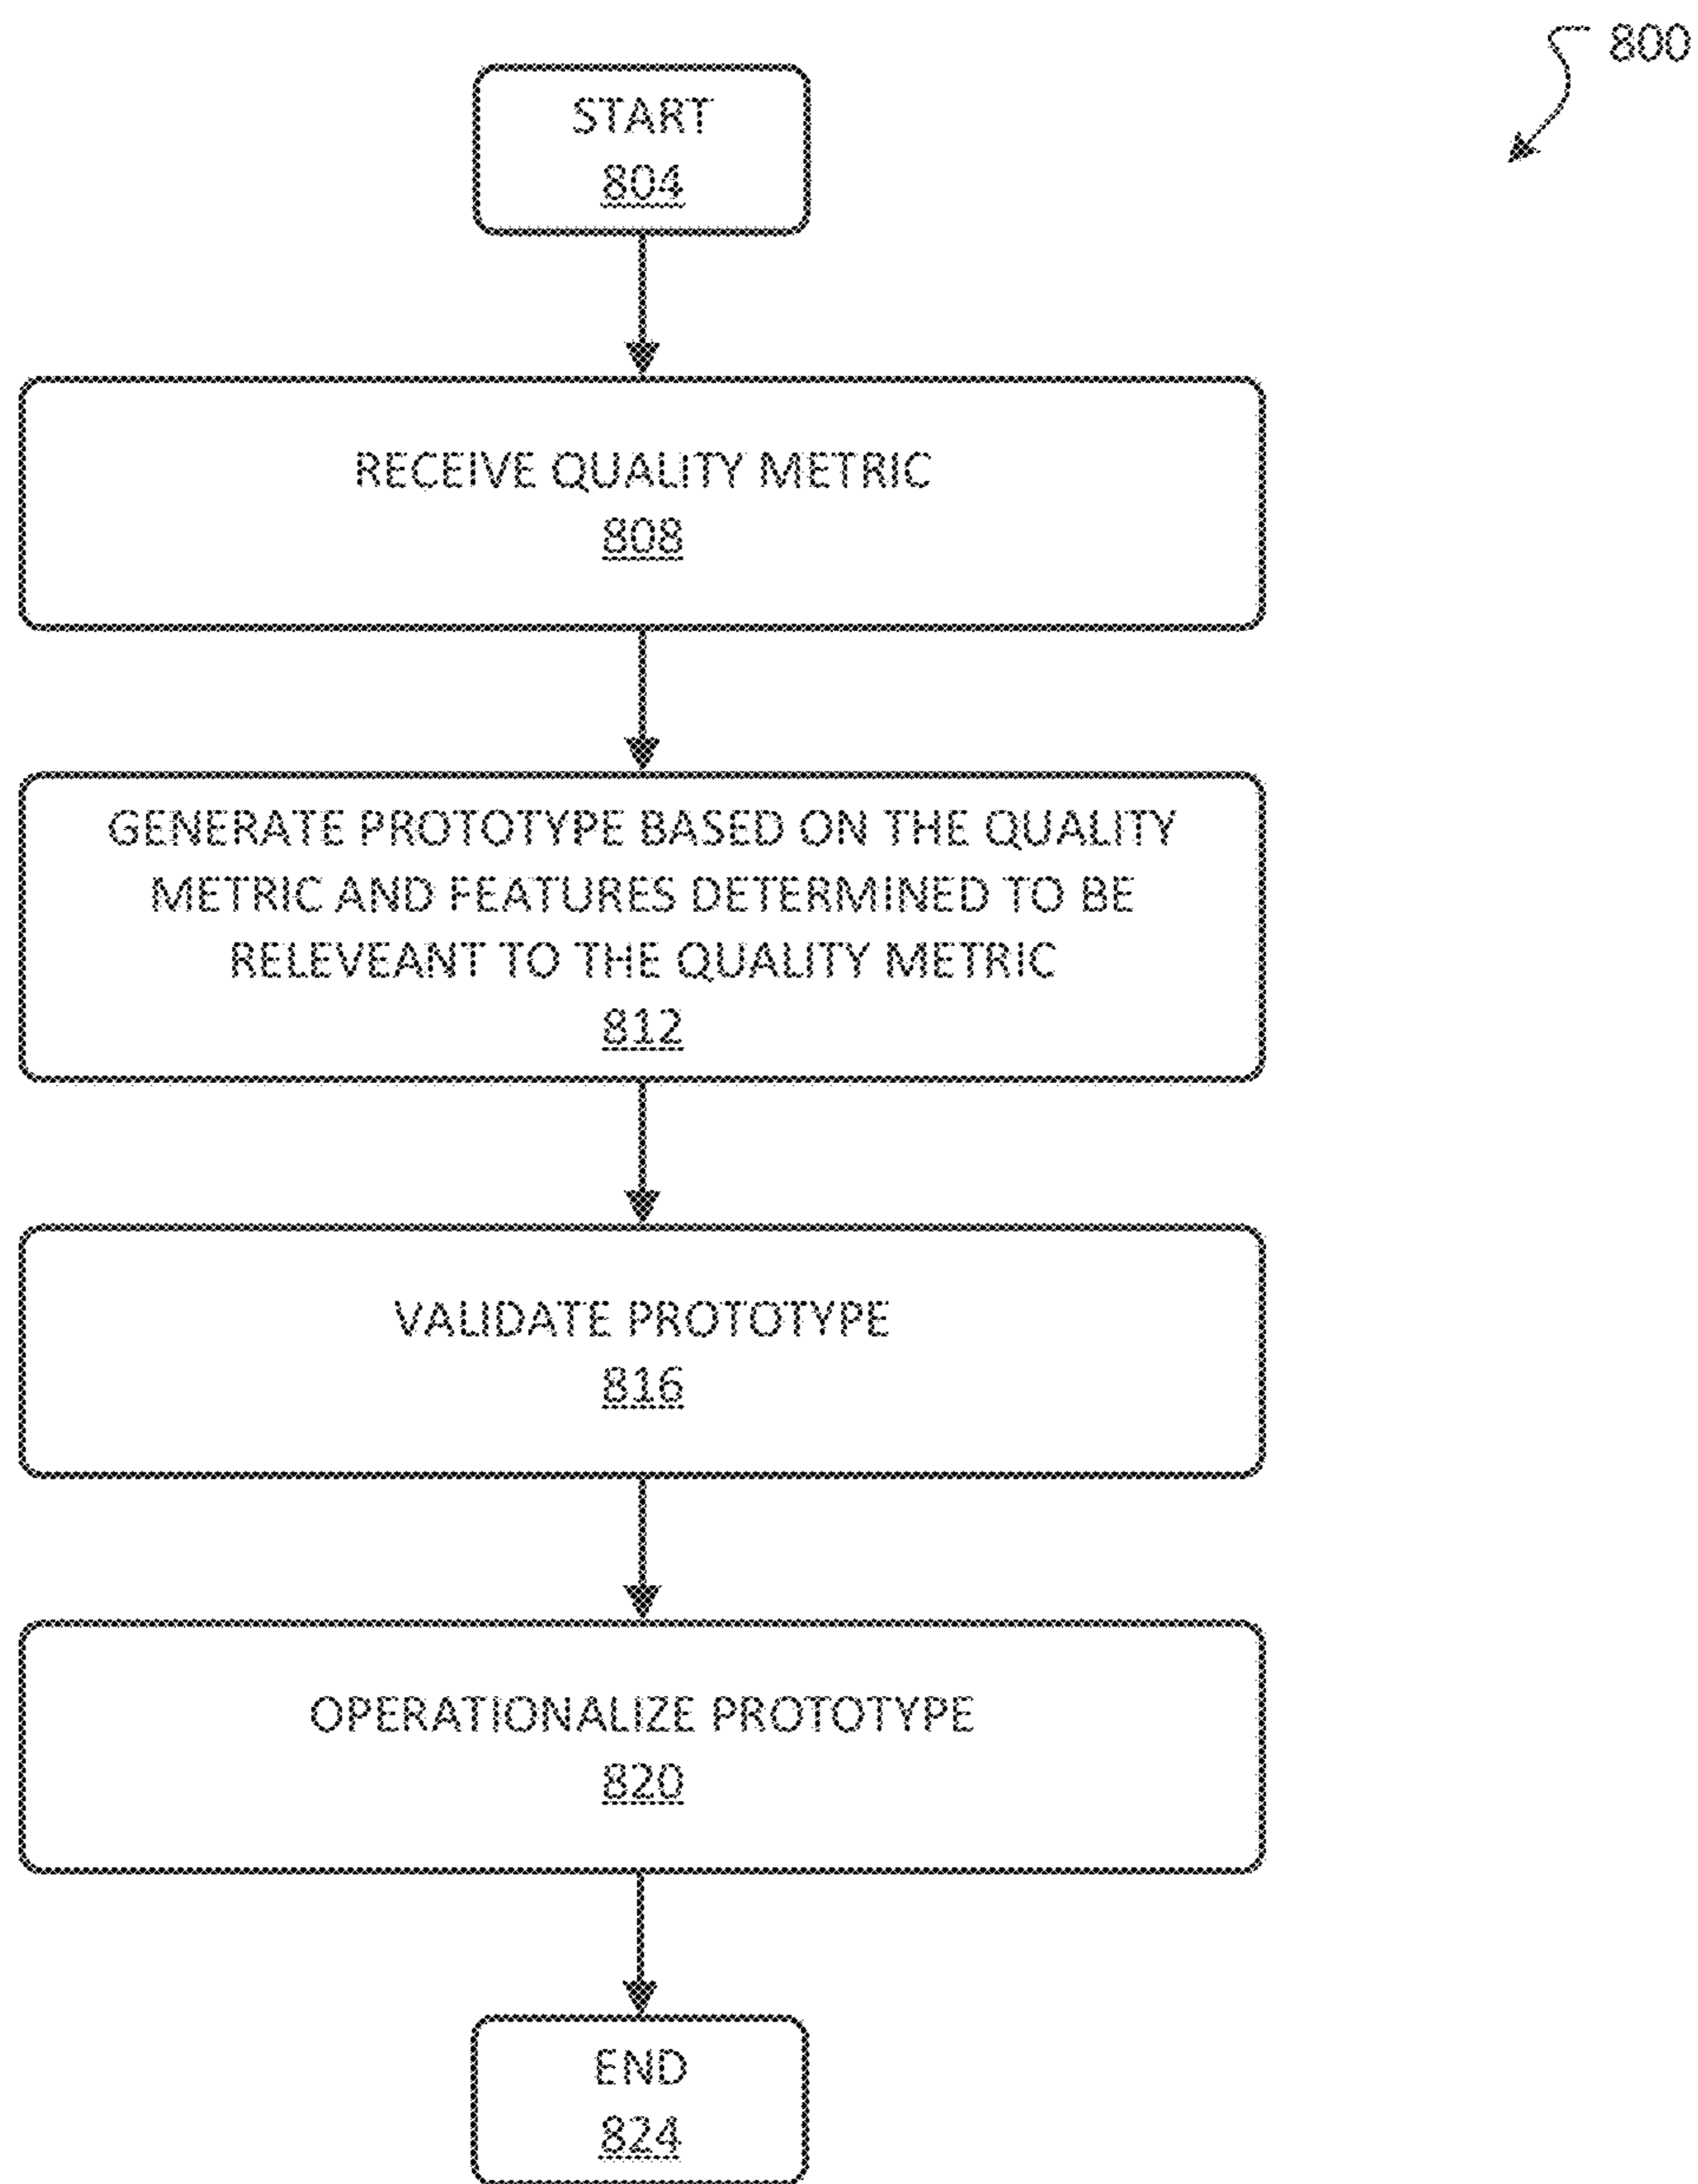 800
START
804
RECEIVE QUALITY METRIC
808
GENERATE PROTOTYPE BASED ON THE QUALITY
METRIC AND FEATURES DETERMINED TO BE
RELEVEANT TO THE QUALITY METRIC
812
VALIDATE PROTOTYPE
816
OPERATIONALIZE PROTOTYPE
820
END
824